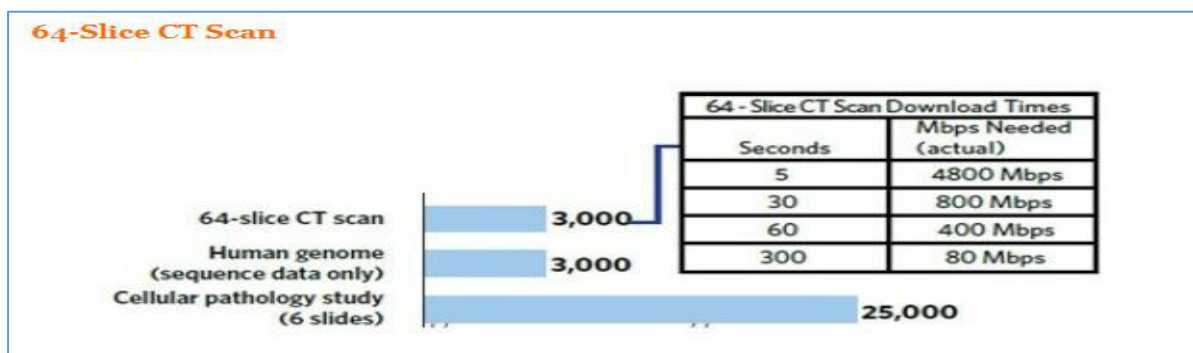 64-Slice CT Scan
64 - Slice CT Scan Download Times
Seconds
Mbps Needed
(actual)
5 4800 Mbps
30 800 Mbps
60 400 Mbps
300 80 Mbps
64-slice CT scan 3,000
Human genome
(sequence data only) 3,000
Cellular pathology study
(6 slides) 25,000